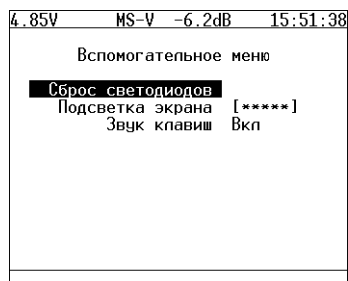 4.85V MS-V -6.2dB 15:51:38
Вспомогательное меню
Сброс светодиодов
Подсветка экрана [*****]
Звук клавиш Вкл